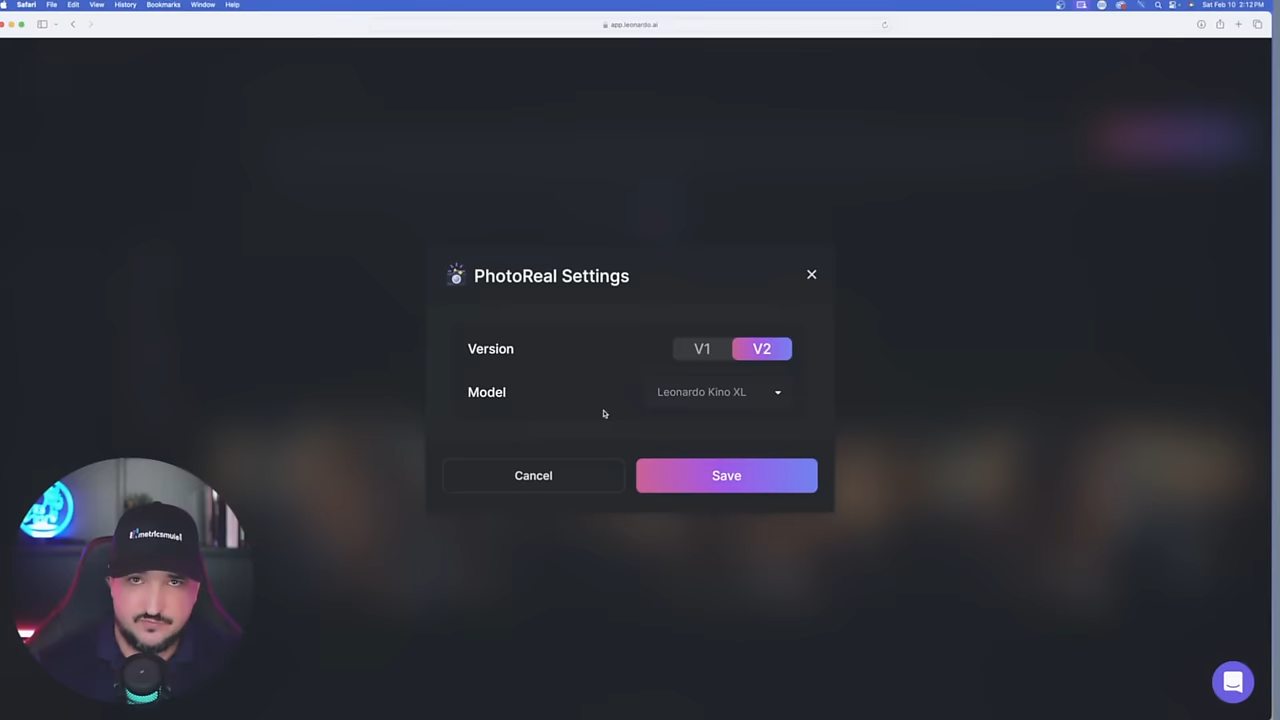 Safari File Edit View History Bookmarks Window Help Sat Feb 10 2:12 PM
app.leonardo.ai
PhotoReal Settings
Version V1 V2
Model Leonardo Kino XL
Cancel Save
metricsmule